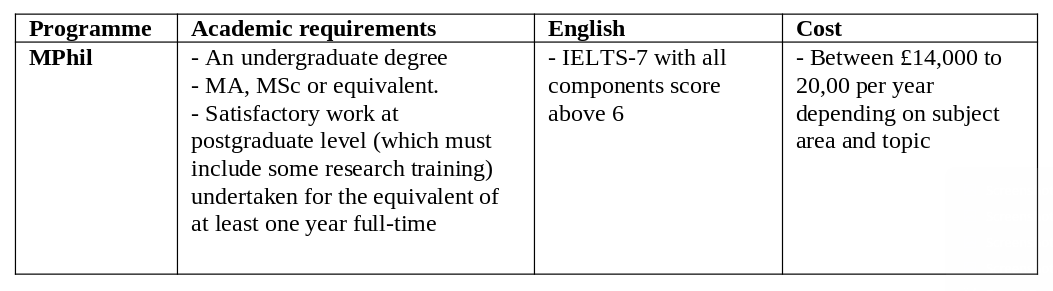 Programme
Academic requirements
English
Cost
MPhil
- An undergraduate degree
- MA, MSc or equivalent.
- Satisfactory work at
postgraduate level (which must
include some research training)
undertaken for the equivalent of
at least one year full-time
- IELTS-7 with all
components score
above 6
- Between £14,000 to
20,00 per year
depending on subject
area and topic